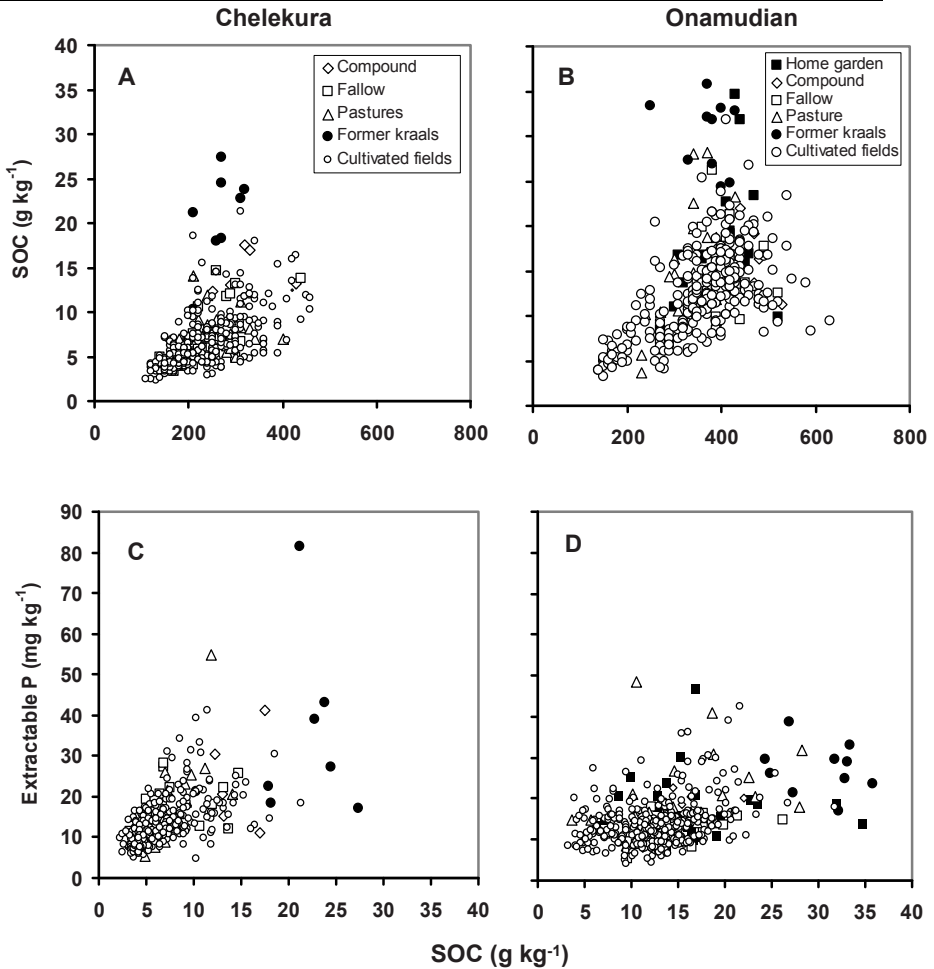 Chelekura Onamudian
40
35
30
25
20
15
10
5
0
SOC (g kg-1)
A
Compound
Fallow
Pastures
Former kraals
Cultivated fields
0 200 400 600 800
B
Home garden
Compound
Fallow
Pasture
Former kraals
Cultivated fields
200 400 600 800
90
80
70
60
50
40
30
20
10
0
Extractable P (mg kg-1)
C
0 5 10 15 20 25 30 35 40
D
0 5 10 15 20 25 30 35 40
SOC (g kg-1)